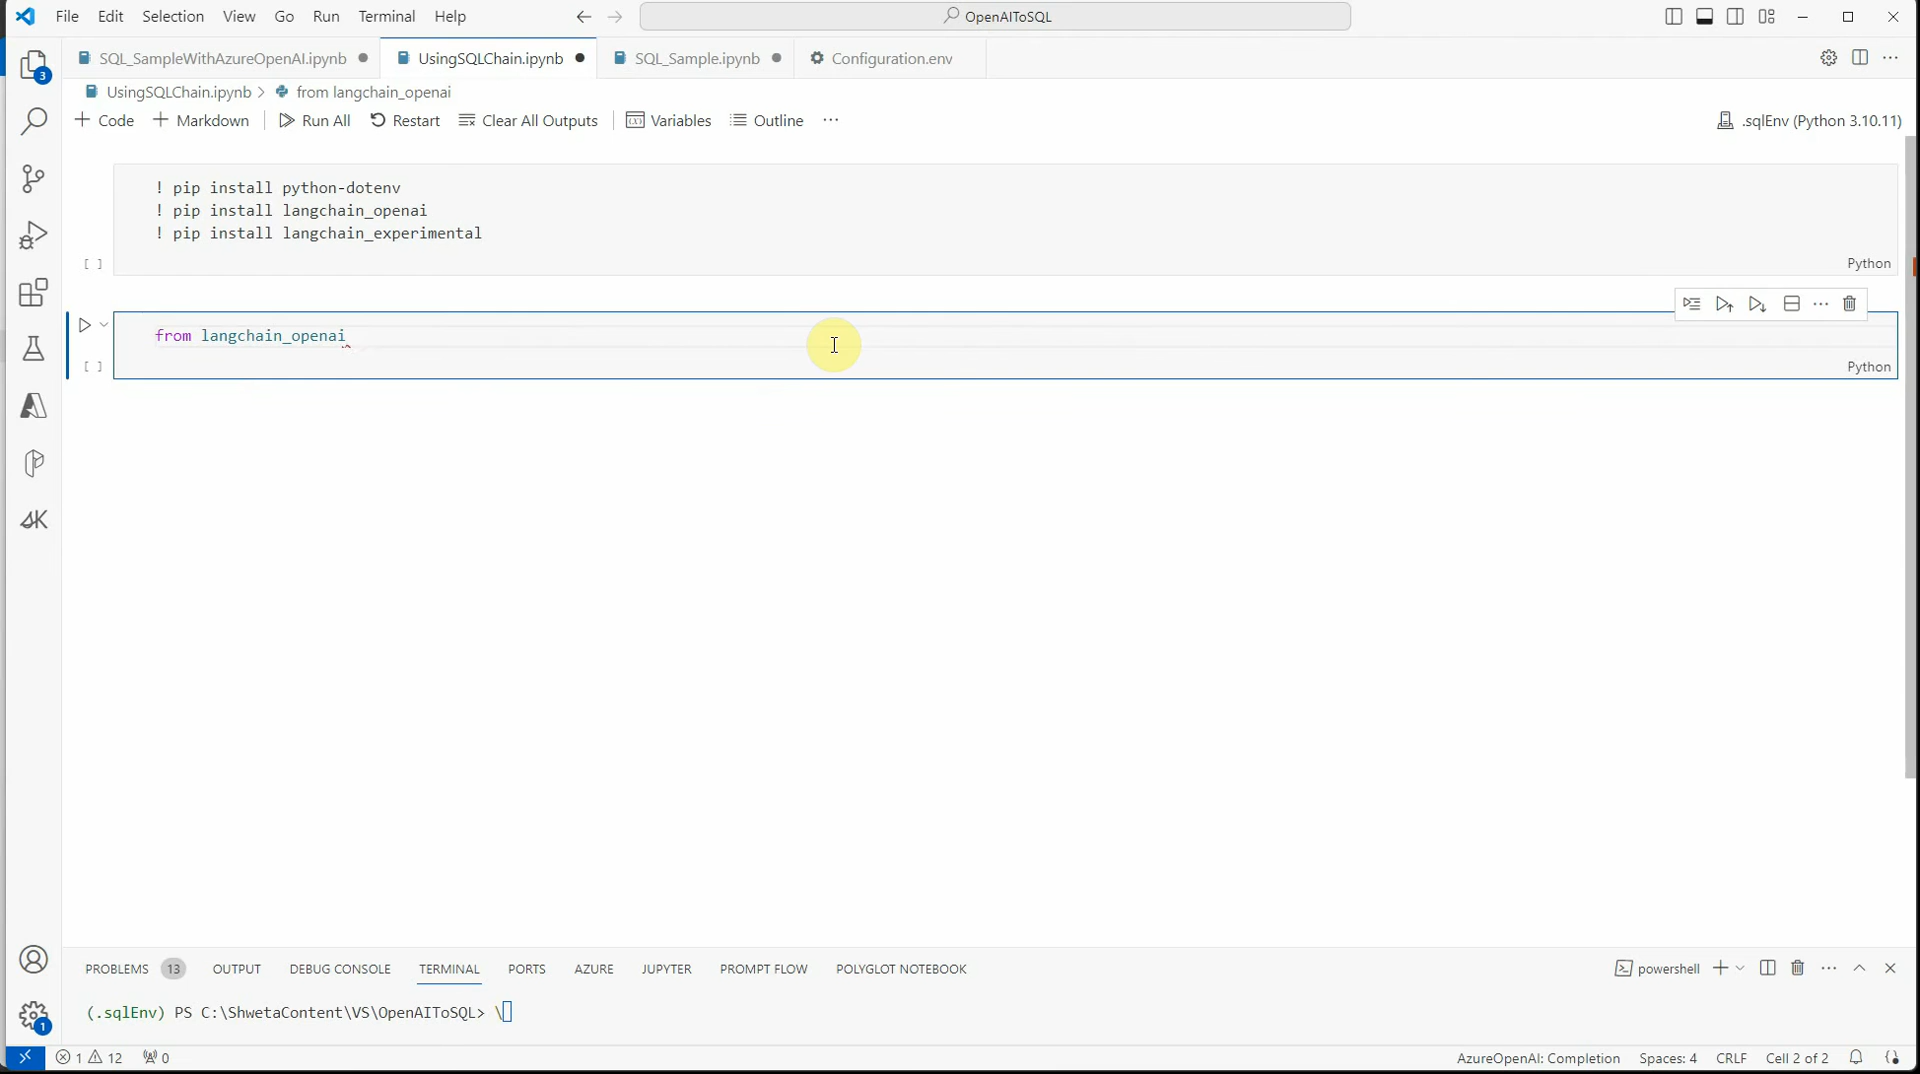 File Edit Selection View Go Run Terminal Help
OpenAIToSQL
SQL_SampleWithAzureOpenAI.ipynb
UsingSQLChain.ipynb
SQL_Sample.ipynb
Configuration.env
3
UsingSQLChain.ipynb > from langchain_openai
+ Code + Markdown Run All Restart Clear All Outputs Variables Outline ...
.sqlEnv (Python 3.10.11)
! pip install python-dotenv
! pip install langchain_openai
! pip install langchain_experimental
[ ]
Python
from langchain_openai
[ ]
Python
PROBLEMS 13 OUTPUT DEBUG CONSOLE TERMINAL PORTS AZURE JUPYTER PROMPT FLOW POLYGLOT NOTEBOOK
powershell
(.sqlEnv) PS C:\ShwetaContent\VS\OpenAIToSQL> \
1
1 12 0
AzureOpenAI: Completion Spaces: 4 CRLF Cell 2 of 2